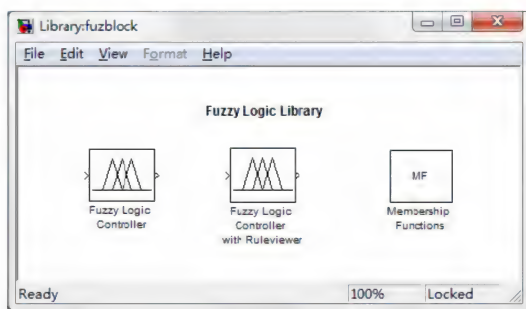 Library:fuzblock
File Edit View Format Help
Fuzzy Logic Library
MF
Fuzzy Logic
Controller
Fuzzy Logic
Controller
with Ruleviewer
Membership
Functions
Ready 100% Locked